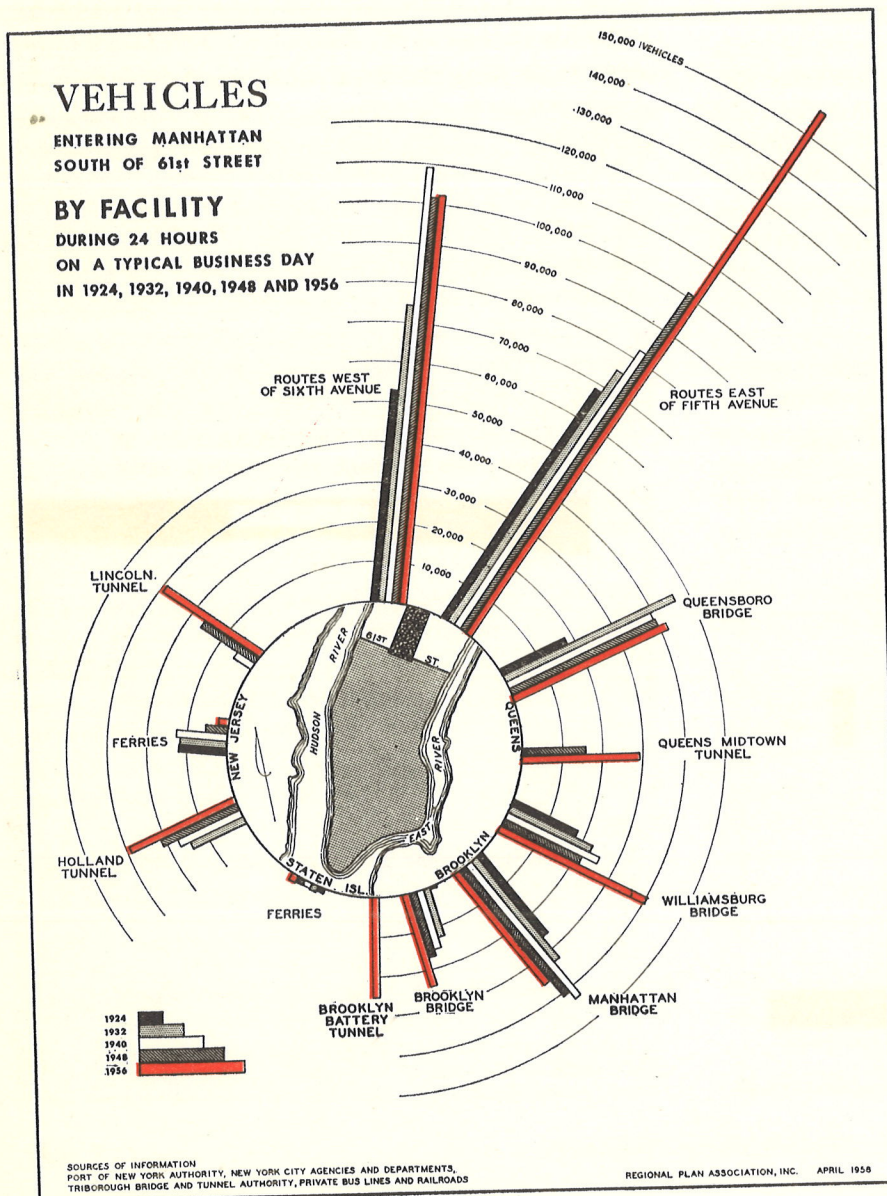 VEHICLES
ENTERING MANHATTAN
SOUTH OF 61st STREET
BY FACILITY
DURING 24 HOURS
ON A TYPICAL BUSINESS DAY
IN 1924, 1932, 1940, 1948 AND 1956
150,000 VEHICLES
140,000
130,000
120,000
110,000
100,000
90,000
80,000
70,000
60,000
50,000
40,000
30,000
20,000
10,000
ROUTES WEST
OF SIXTH AVENUE
ROUTES EAST
OF FIFTH AVENUE
LINCOLN
TUNNEL
QUEENSBORO
BRIDGE
61ST
ST
RIVER
HUDSON
NEW JERSEY
FERRIES
QUEENS
RIVER
EAST
QUEENS MIDTOWN
TUNNEL
HOLLAND
TUNNEL
BROOKLYN
STATEN ISL.
FERRIES
WILLIAMSBURG
BRIDGE
MANHATTAN
BRIDGE
BROOKLYN
BRIDGE
BROOKLYN
BATTERY
TUNNEL
1924
1932
1940
1948
1956
SOURCES OF INFORMATION
PORT OF NEW YORK AUTHORITY, NEW YORK CITY AGENCIES AND DEPARTMENTS,
TRIBOROUGH BRIDGE AND TUNNEL AUTHORITY, PRIVATE BUS LINES AND RAILROADS
REGIONAL PLAN ASSOCIATION, INC. APRIL 1958